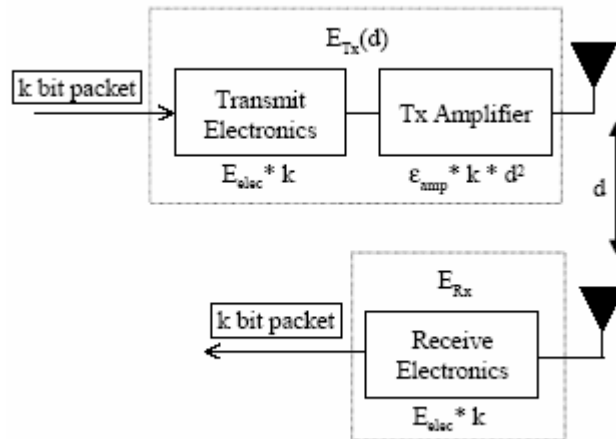 E_Tx(d)
k bit packet
Transmit
Electronics
Tx Amplifier
E_elec * k
ε_amp * k * d²
d
E_Rx
k bit packet
Receive
Electronics
E_elec * k